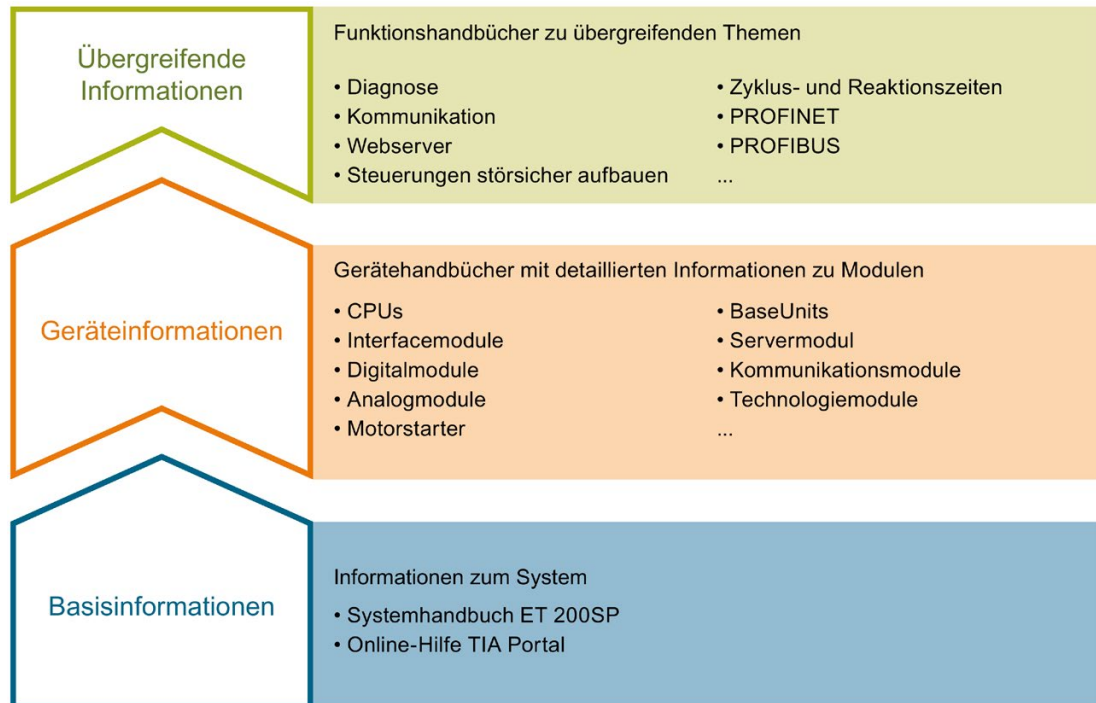 Übergreifende
Informationen
Funktionshandbücher zu übergreifenden Themen
• Diagnose
• Kommunikation
• Webserver
• Steuerungen störsicher aufbauen
• Zyklus- und Reaktionszeiten
• PROFINET
• PROFIBUS
...
Geräteinformationen
Gerätehandbücher mit detaillierten Informationen zu Modulen
• CPUs
• Interfacemodule
• Digitalmodule
• Analogmodule
• Motorstarter
• BaseUnits
• Servermodul
• Kommunikationsmodule
• Technologiemodule
...
Basisinformationen
Informationen zum System
• Systemhandbuch ET 200SP
• Online-Hilfe TIA Portal